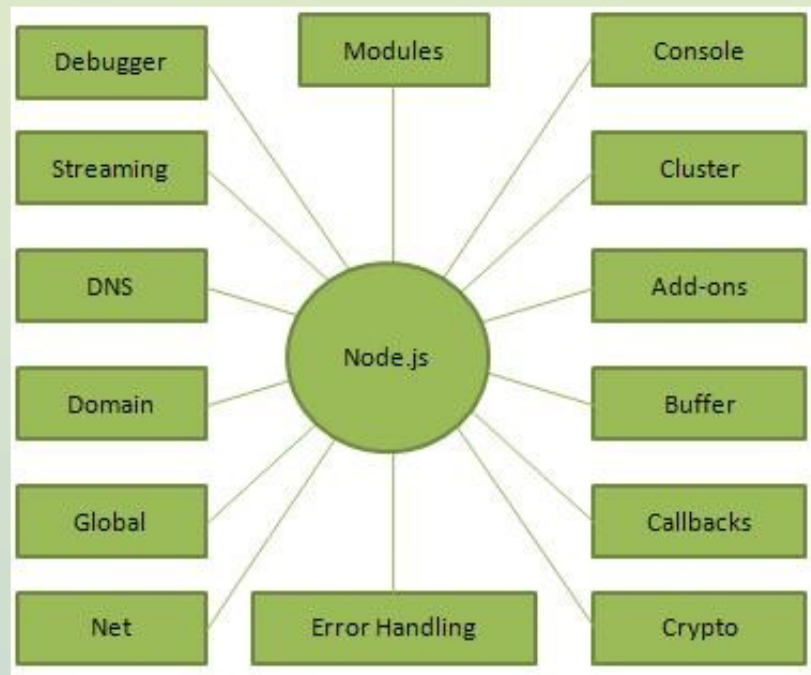 Debugger
Modules
Console
Streaming
Cluster
DNS
Add-ons
Node.js
Domain
Buffer
Global
Callbacks
Net
Error Handling
Crypto